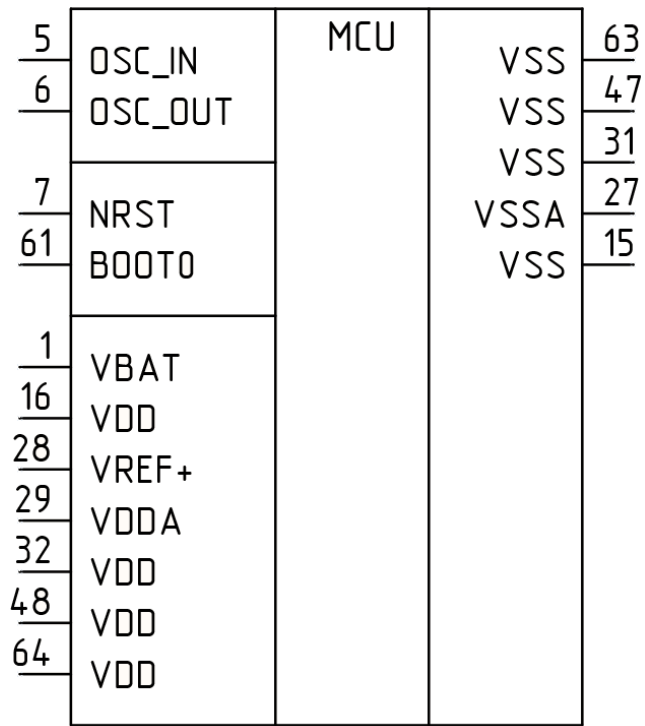 5 OSC_IN MCU VSS 63
6 OSC_OUT VSS 47
VSS 31
7 NRST VSSA 27
61 BOOT0 VSS 15
1 VBAT
16 VDD
28 VREF+
29 VDDA
32 VDD
48 VDD
64 VDD